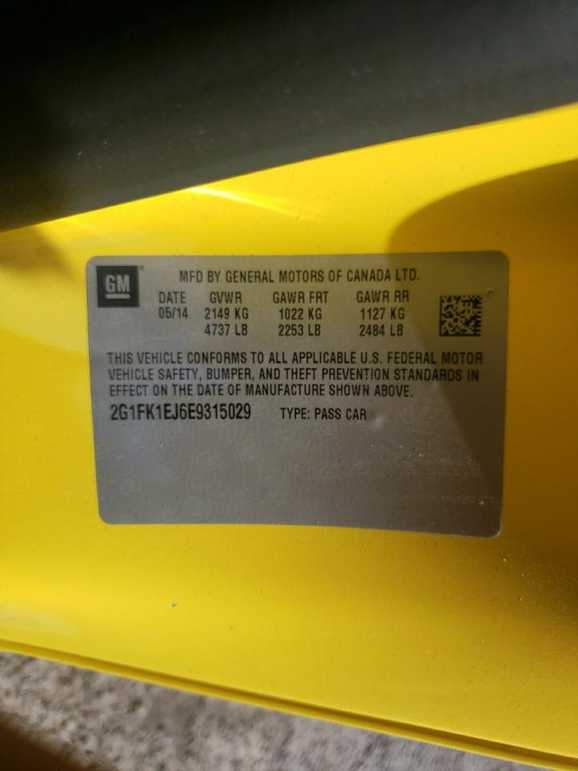 GM
MFD BY GENERAL MOTORS OF CANADA LTD.
DATE GVWR GAWR FRT GAWR RR
05/14 2149 KG 1022 KG 1127 KG
4737 LB 2253 LB 2484 LB
THIS VEHICLE CONFORMS TO ALL APPLICABLE U.S. FEDERAL MOTOR
VEHICLE SAFETY, BUMPER, AND THEFT PREVENTION STANDARDS IN
EFFECT ON THE DATE OF MANUFACTURE SHOWN ABOVE.
2G1FK1EJ6E9315029 TYPE: PASS CAR